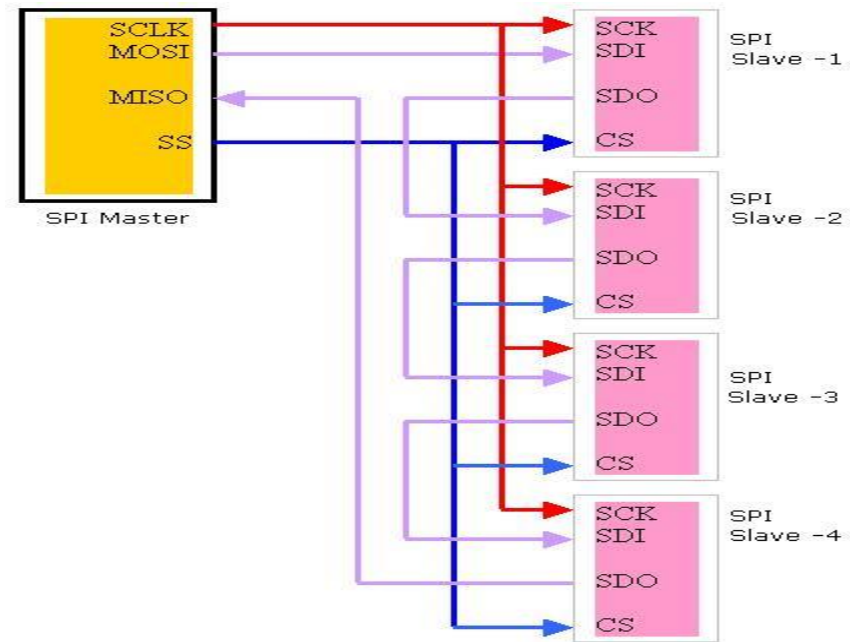 SCLK
MOSI
MISO
SS
SPI Master
SCK
SDI
SDO
CS
SPI
Slave -1
SCK
SDI
SDO
CS
SPI
Slave -2
SCK
SDI
SDO
CS
SPI
Slave -3
SCK
SDI
SDO
CS
SPI
Slave -4